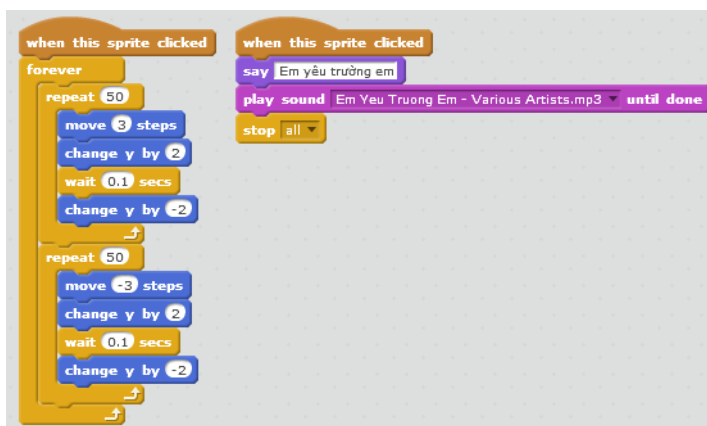 when this sprite clicked
forever
repeat 50
move 3 steps
change y by 2
wait 0.1 secs
change y by -2
repeat 50
move -3 steps
change y by 2
wait 0.1 secs
change y by -2
when this sprite clicked
say Em yêu trường em
play sound Em Yeu Truong Em - Various Artists.mp3 until done
stop all